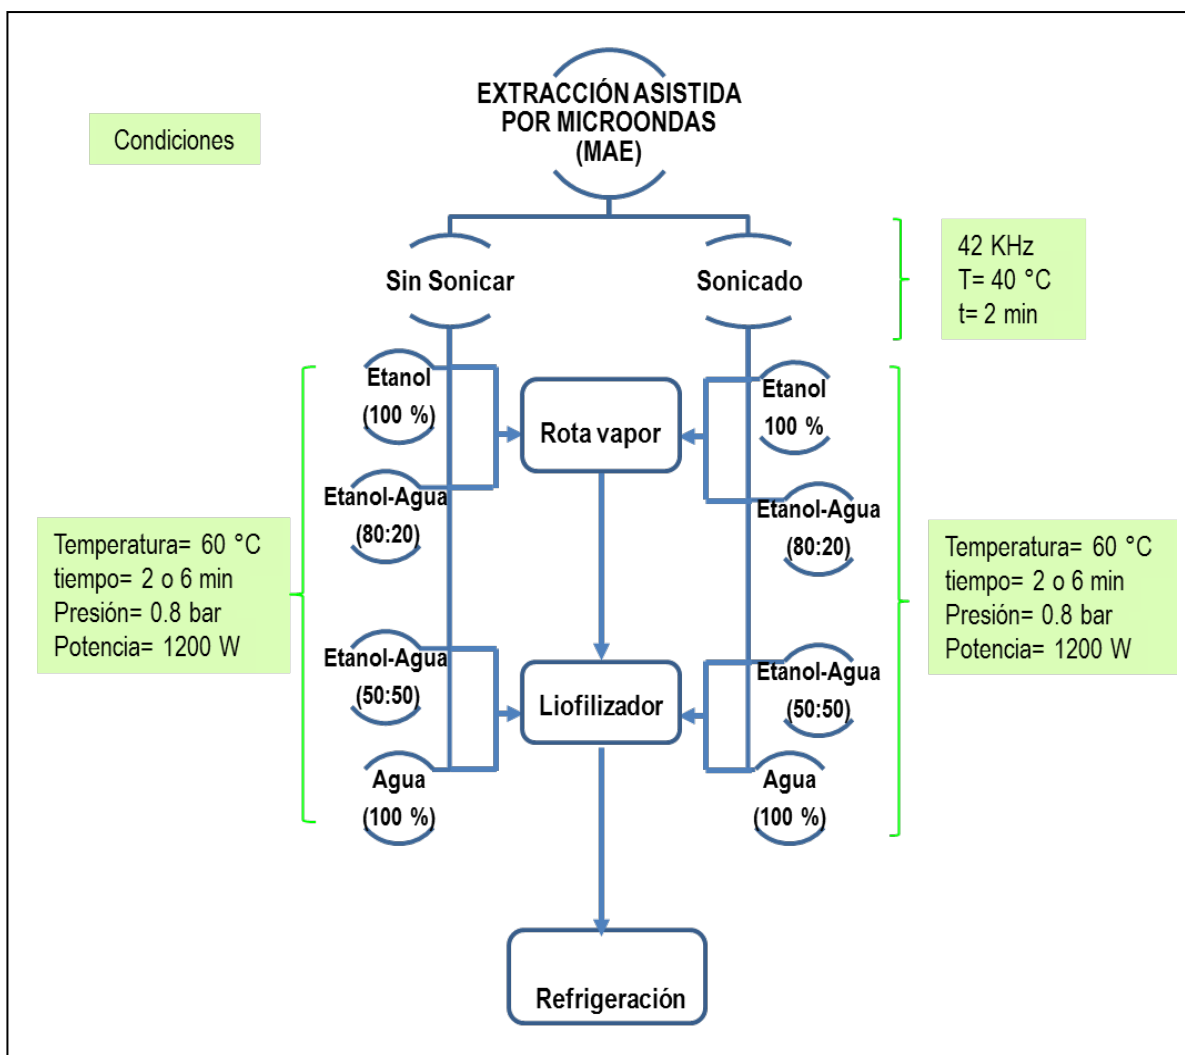 EXTRACCIÓN ASISTIDA
POR MICROONDAS
(MAE)
Condiciones
Sin Sonicar
Sonicado
42 KHz
T= 40 °C
t= 2 min
Etanol
(100 %)
Etanol-Agua
(80:20)
Etanol-Agua
(50:50)
Agua
(100 %)
Temperatura= 60 °C
tiempo= 2 o 6 min
Presión= 0.8 bar
Potencia= 1200 W
Rota vapor
Liofilizador
Refrigeración
Etanol
100 %
Etanol-Agua
(80:20)
Etanol-Agua
(50:50)
Agua
(100 %)
Temperatura= 60 °C
tiempo= 2 o 6 min
Presión= 0.8 bar
Potencia= 1200 W